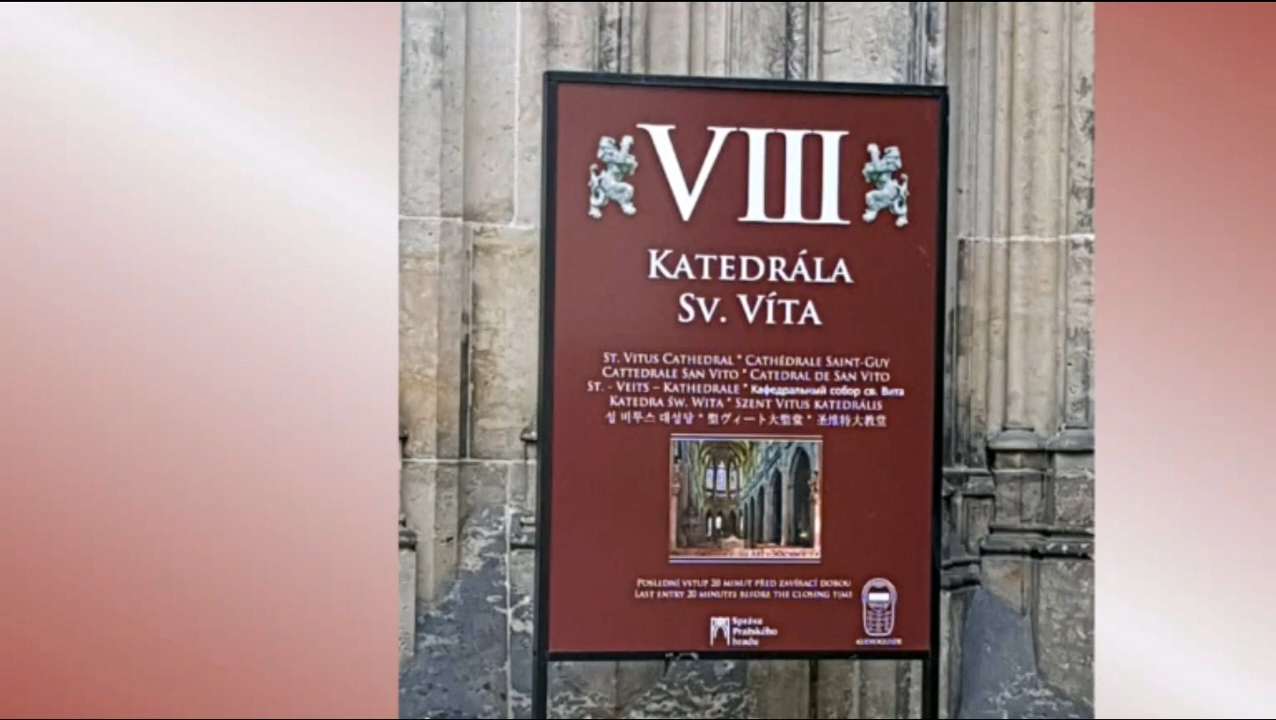 VIII
KATEDRÁLA
SV. VÍTA
ST. VITUS CATHEDRAL * CATHÉDRALE SAINT-GUY
CATTEDRALE SAN VITO * CATEDRAL DE SAN VITO
ST. - VEITS – KATHEDRALE * Кафедральный собор св. Вита
KATEDRA ŚW. WITA * SZENT VITUS KATEDRÁLIS
성 비투스 대성당 * 聖ヴィート大聖堂 * 圣维特大教堂
POSLEDNÍ VSTUP 20 MINUT PŘED ZAVÍRACÍ DOBOU
LAST ENTRY 20 MINUTES BEFORE THE CLOSING TIME
Správa
Pražského
hradu
AUDIOGUIDE